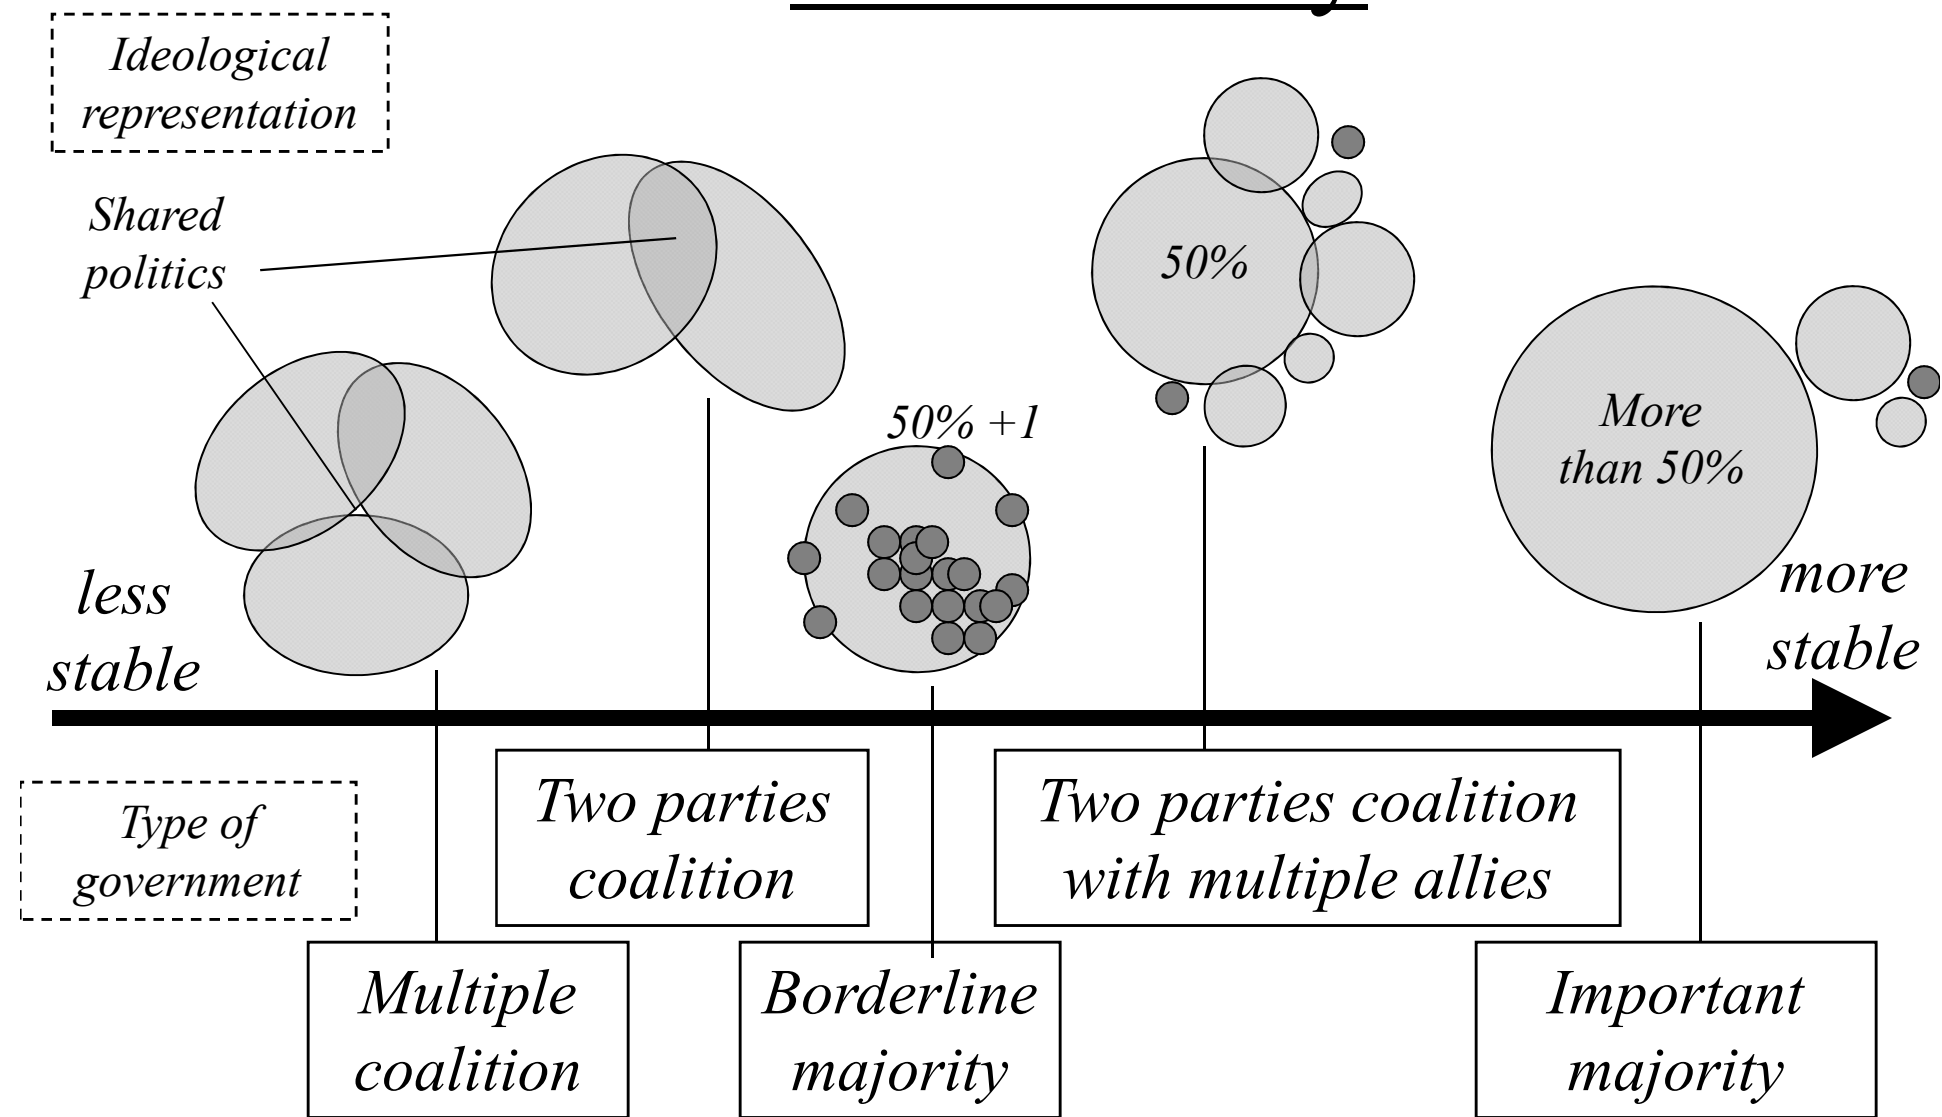 Ideological
representation
Shared
politics
50%
50% +1
More
than 50%
less
stable
more
stable
Type of
government
Two parties
coalition
Two parties coalition
with multiple allies
Multiple
coalition
Borderline
majority
Important
majority